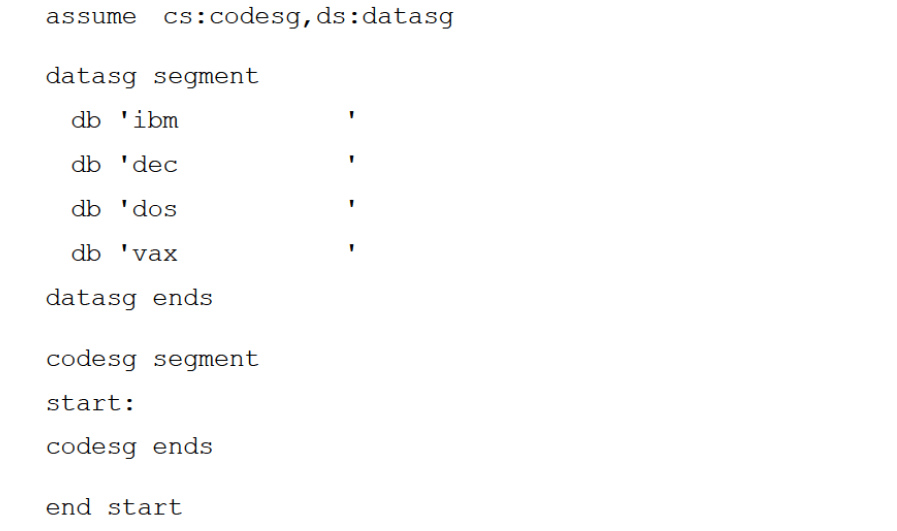 assume  cs:codesg,ds:datasg
datasg segment
  db 'ibm             '
  db 'dec             '
  db 'dos             '
  db 'vax             '
datasg ends
codesg segment
start:
codesg ends
end start